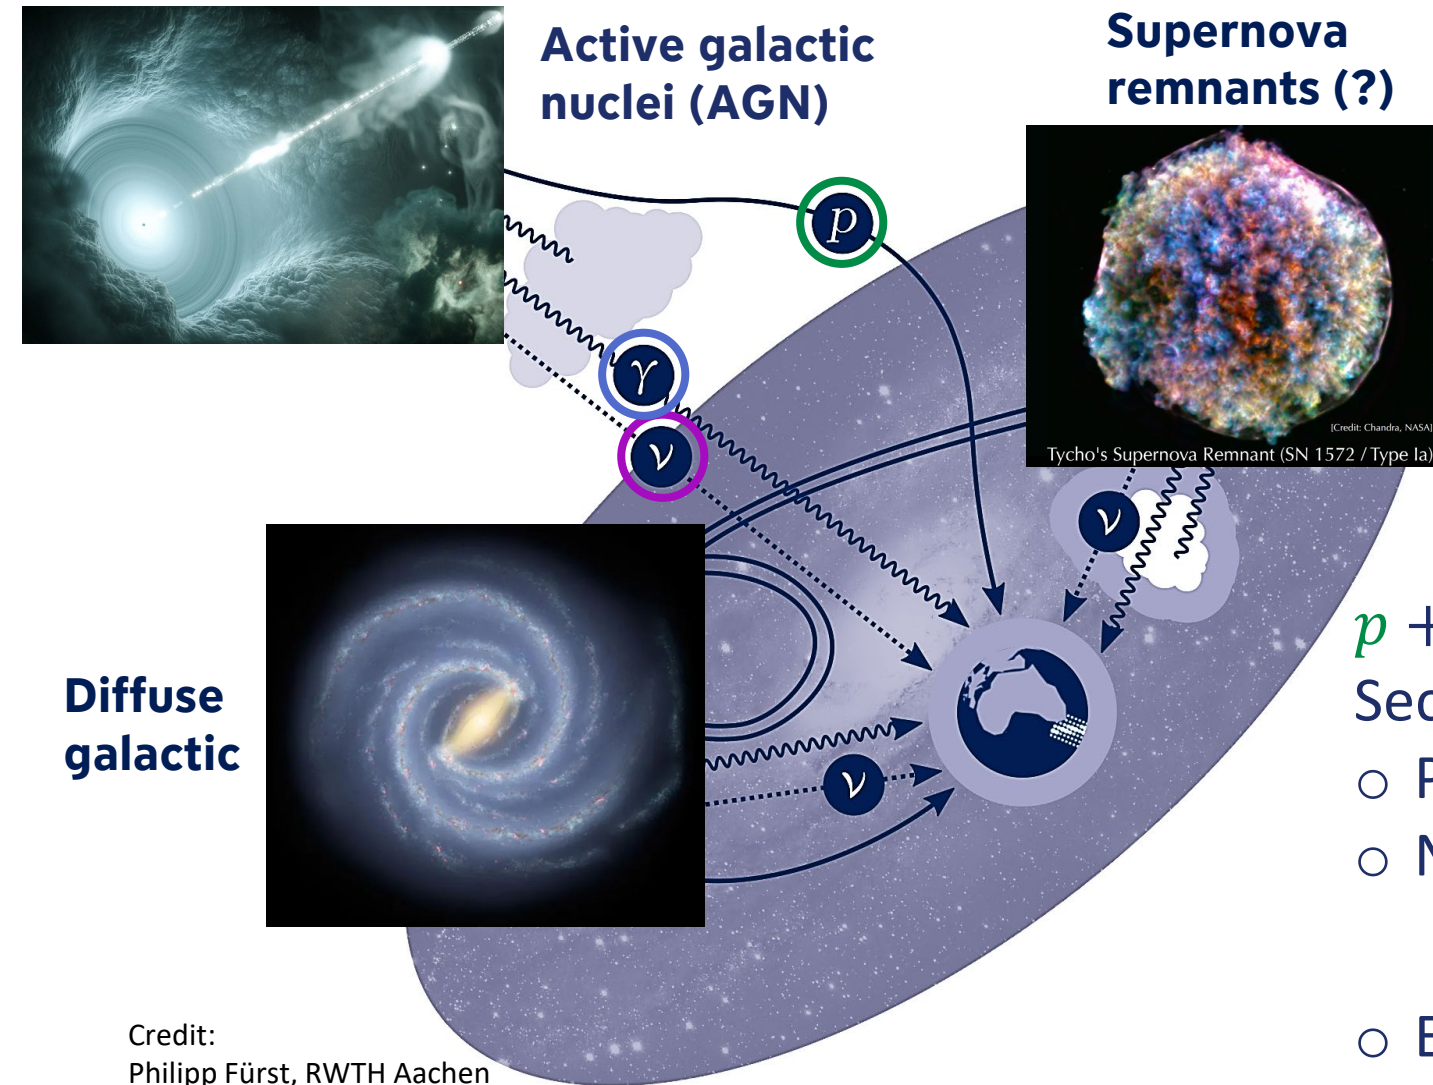 Active galactic
nuclei (AGN)
Supernova
remnants (?)
p
γ
ν
[Credit: Chandra, NASA]
Tycho's Supernova Remnant (SN 1572 / Type Ia)
ν
p +
Diffuse
galactic
ν
Credit:
Philipp Fürst, RWTH Aachen